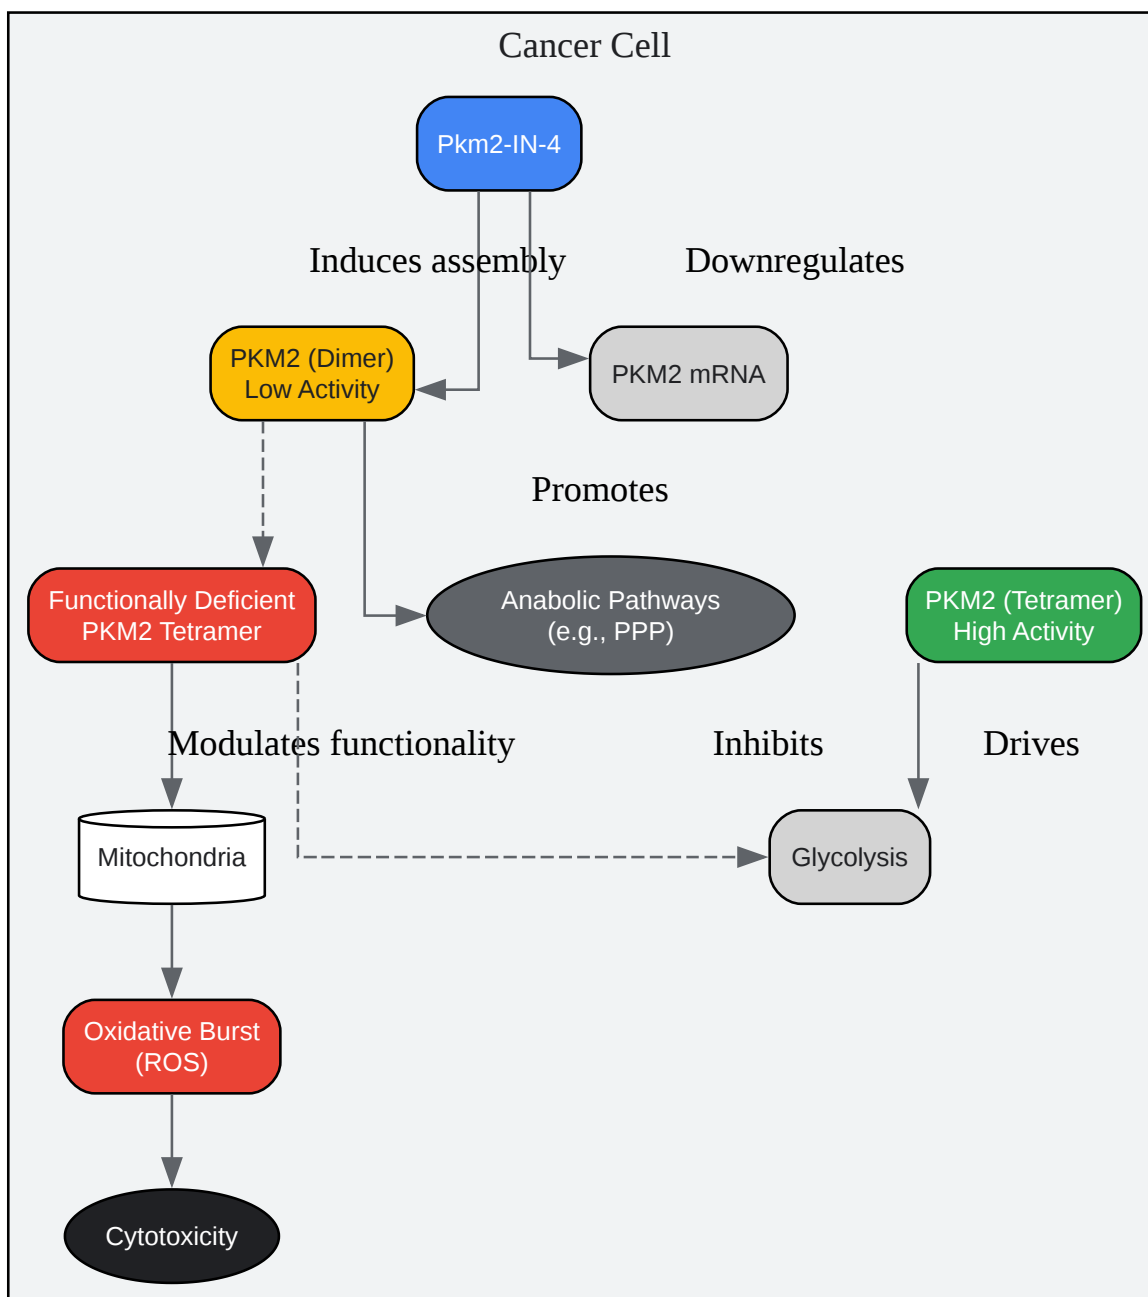 Cancer Cell
Pkm2-IN-4
Induces assembly
Downregulates
PKM2 (Dimer)
Low Activity
PKM2 mRNA
Promotes
Functionally Deficient
PKM2 Tetramer
Anabolic Pathways
(e.g., PPP)
PKM2 (Tetramer)
High Activity
Modulates functionality
Inhibits
Drives
Mitochondria
Glycolysis
Oxidative Burst
(ROS)
Cytotoxicity